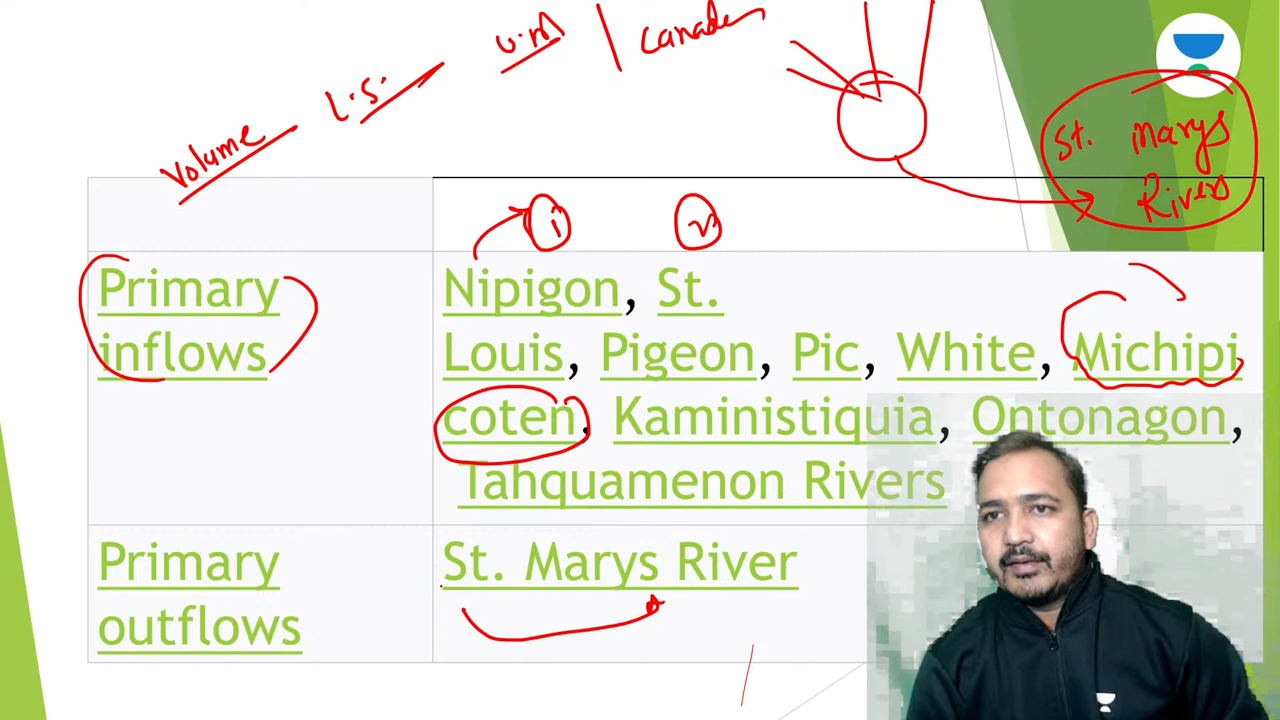 Volume L.S. U.S / Canada
St. Marys
Rivers
Primary
inflows
Nipigon, St.
Louis, Pigeon, Pic, White, Michipi
coten, Kaministiquia, Ontonagon,
Tahquamenon Rivers
Primary
outflows
St. Marys River